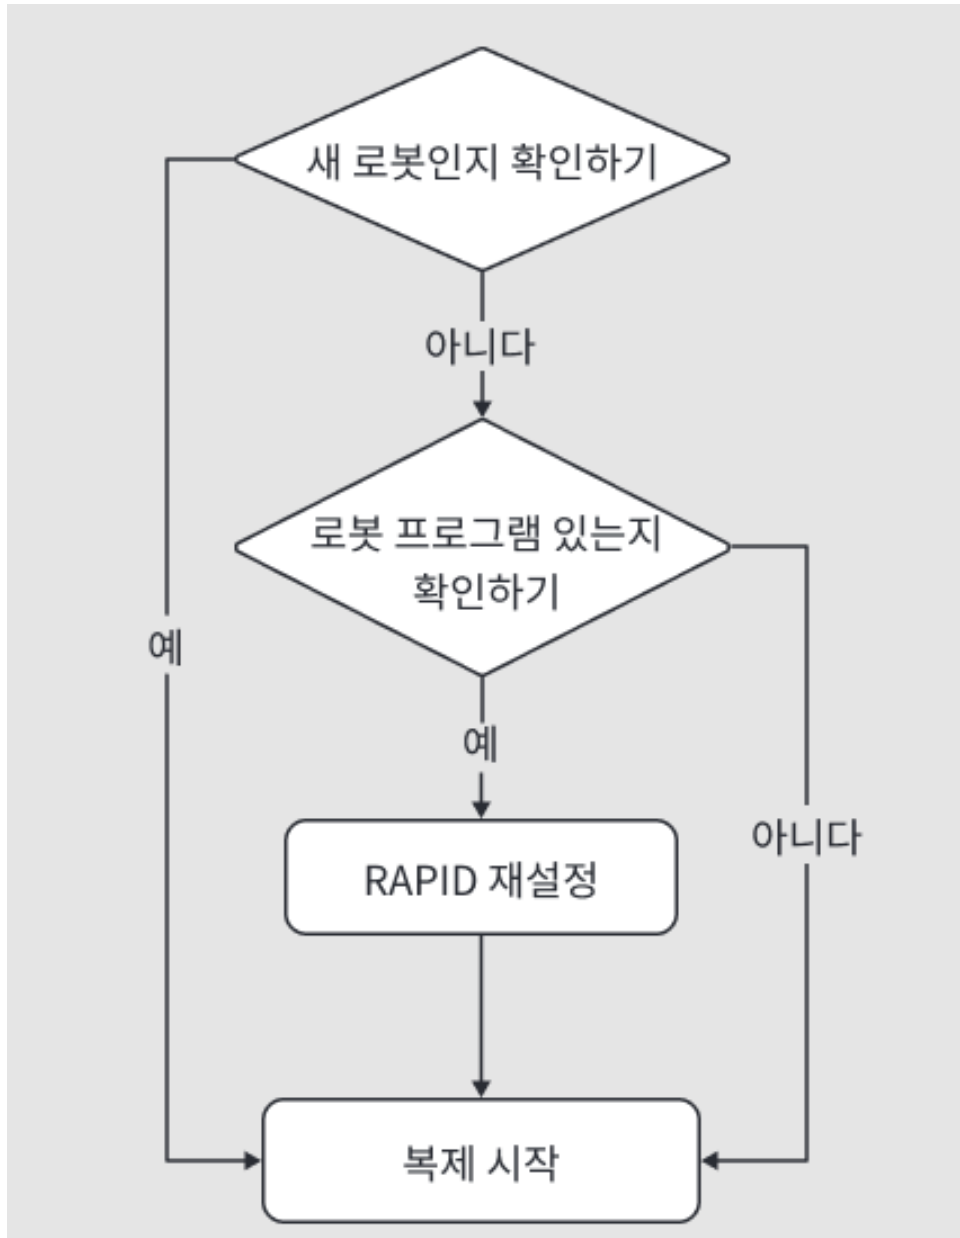 새 로봇인지 확인하기
아니다
로봇 프로그램 있는지
확인하기
예
예
아니다
RAPID 재설정
복제 시작